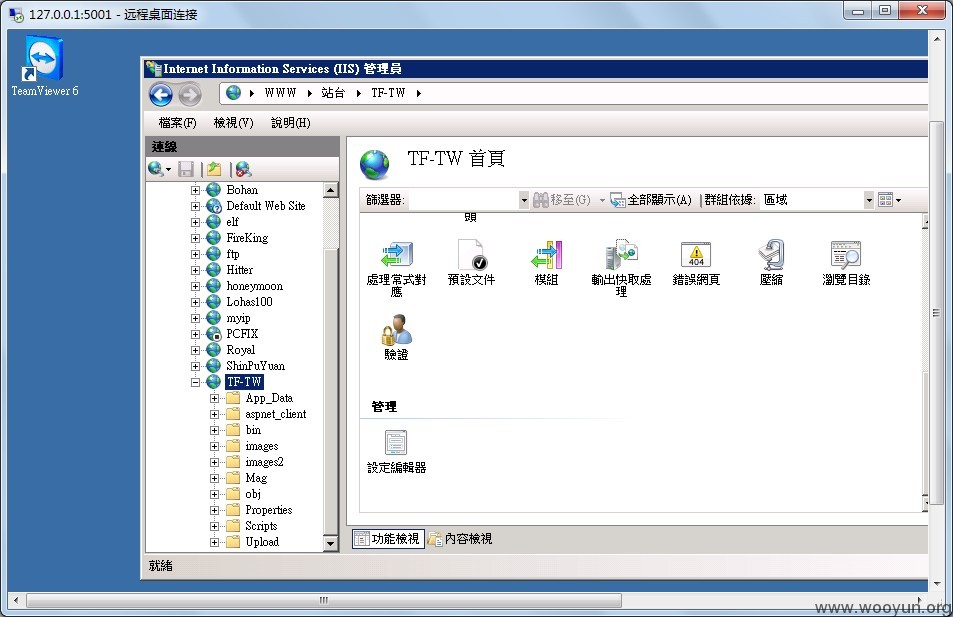 127.0.0.1:5001 - 远程桌面连接
TeamViewer 6
Internet Information Services (IIS) 管理員
WWW 站台 TF-TW
檔案(F) 檢視(V) 說明(H)
連線
Bohan
Default Web Site
elf
FireKing
ftp
Hitter
honeymoon
Lohas100
myip
PCFIX
Royal
ShinPuYuan
TF-TW
App_Data
aspnet_client
bin
images
images2
Mag
obj
Properties
Scripts
Upload
TF-TW 首頁
篩選器: 移至(G) 全部顯示(A) 群組依據: 區域
頭
處理常式對
應
預設文件
模組
輸出快取處
理
404
錯誤網頁
壓縮
瀏覽目錄
驗證
管理
設定編輯器
功能檢視 內容檢視
就緒
www.wooyun.org